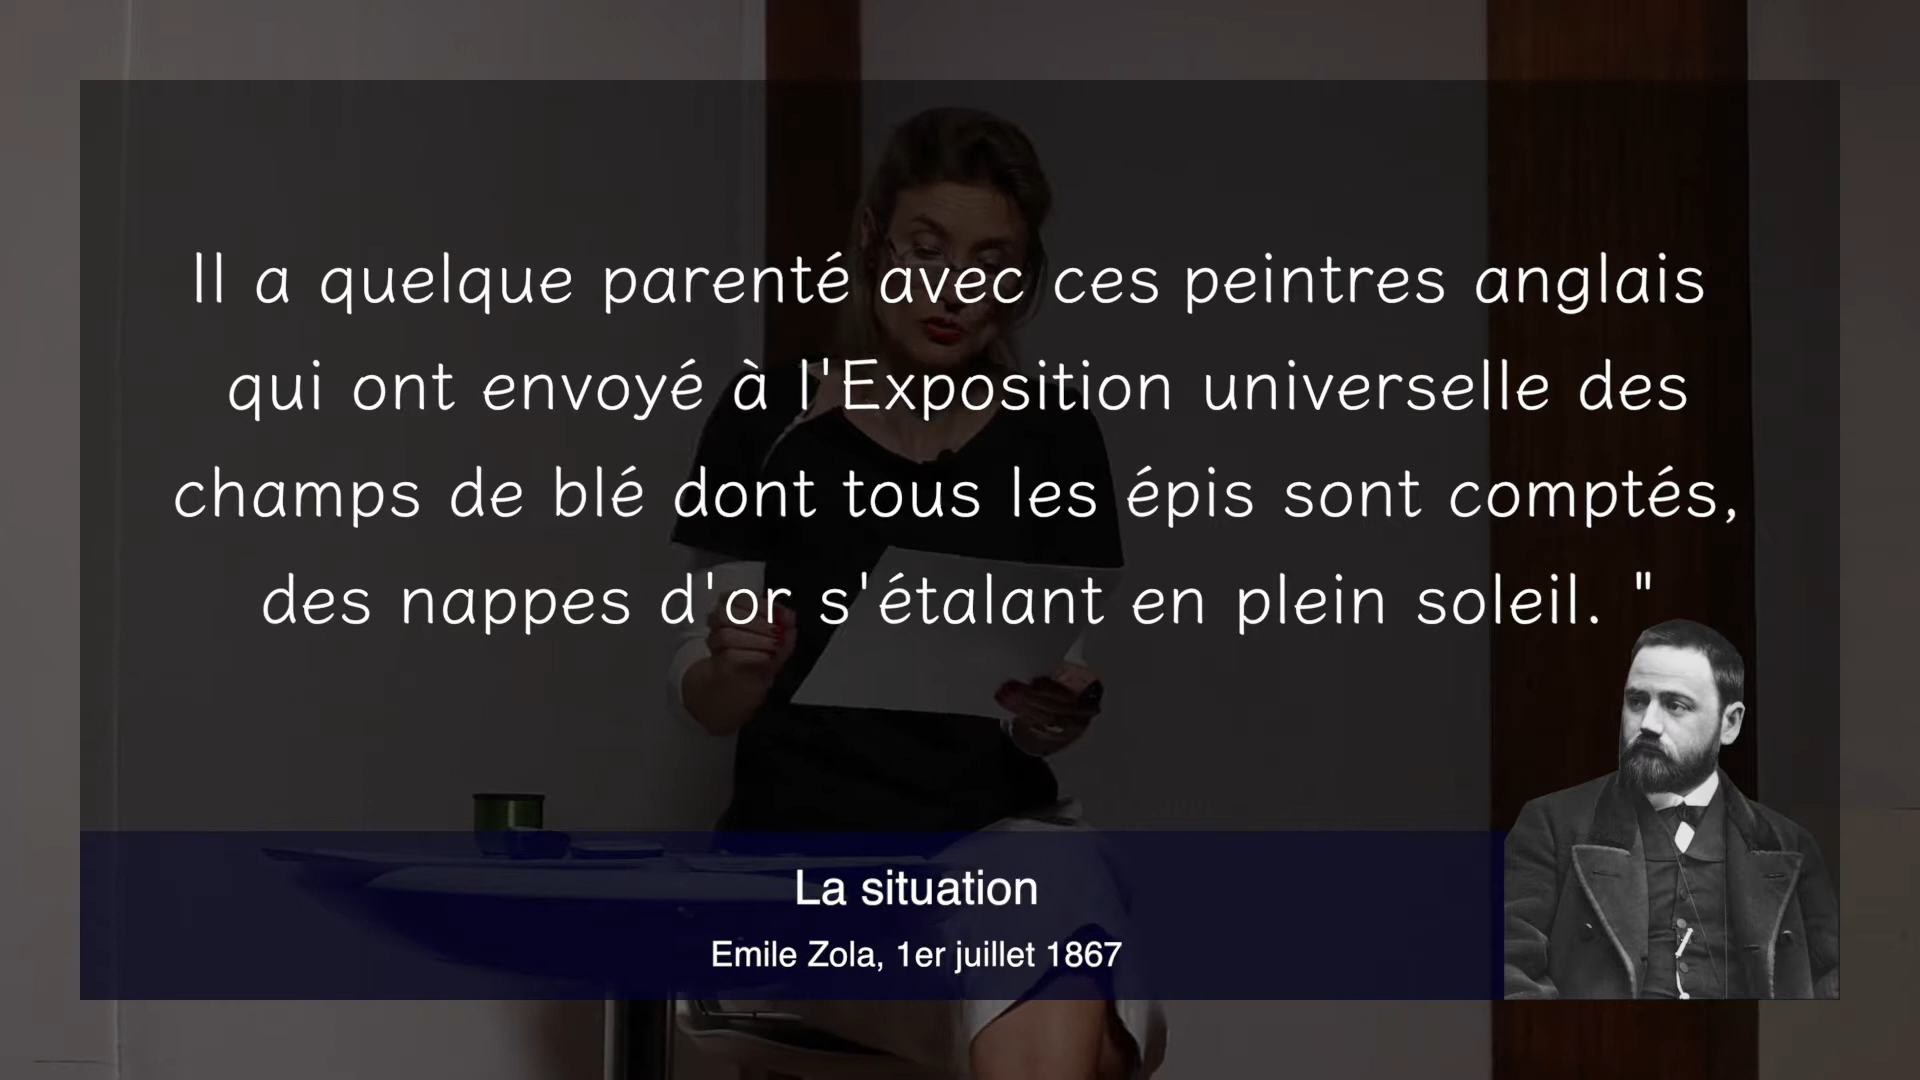 Il a quelque parenté avec ces peintres anglais
qui ont envoyé à l'Exposition universelle des
champs de blé dont tous les épis sont comptés,
des nappes d'or s'étalant en plein soleil. "
La situation
Emile Zola, 1er juillet 1867